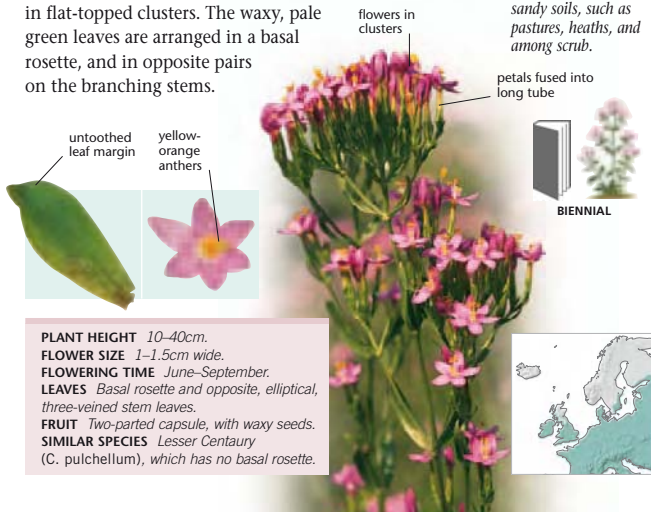 in flat-topped clusters. The waxy, pale
green leaves are arranged in a basal
rosette, and in opposite pairs
on the branching stems.
flowers in
clusters
sandy soils, such as
pastures, heaths, and
among scrub.
petals fused into
long tube
untoothed
leaf margin
yellow-
orange
anthers
BIENNIAL
PLANT HEIGHT 10–40cm.
FLOWER SIZE 1–1.5cm wide.
FLOWERING TIME June–September.
LEAVES Basal rosette and opposite, elliptical,
three-veined stem leaves.
FRUIT Two-parted capsule, with waxy seeds.
SIMILAR SPECIES Lesser Centaury
(C. pulchellum), which has no basal rosette.